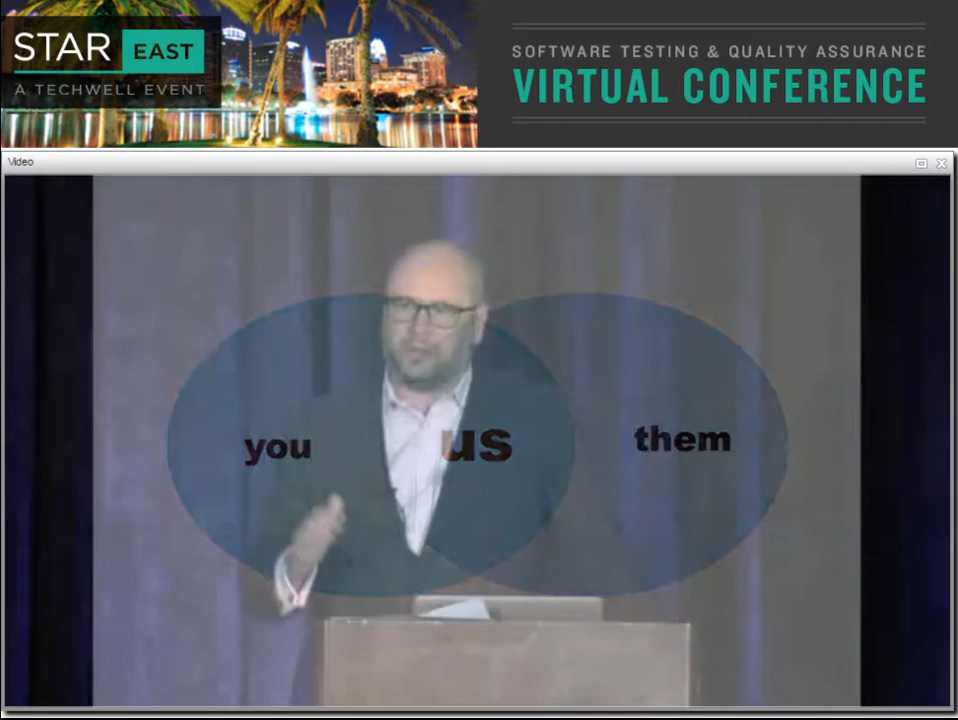 STAR EAST
A TECHWELL EVENT
SOFTWARE TESTING & QUALITY ASSURANCE
VIRTUAL CONFERENCE
Video
you us them